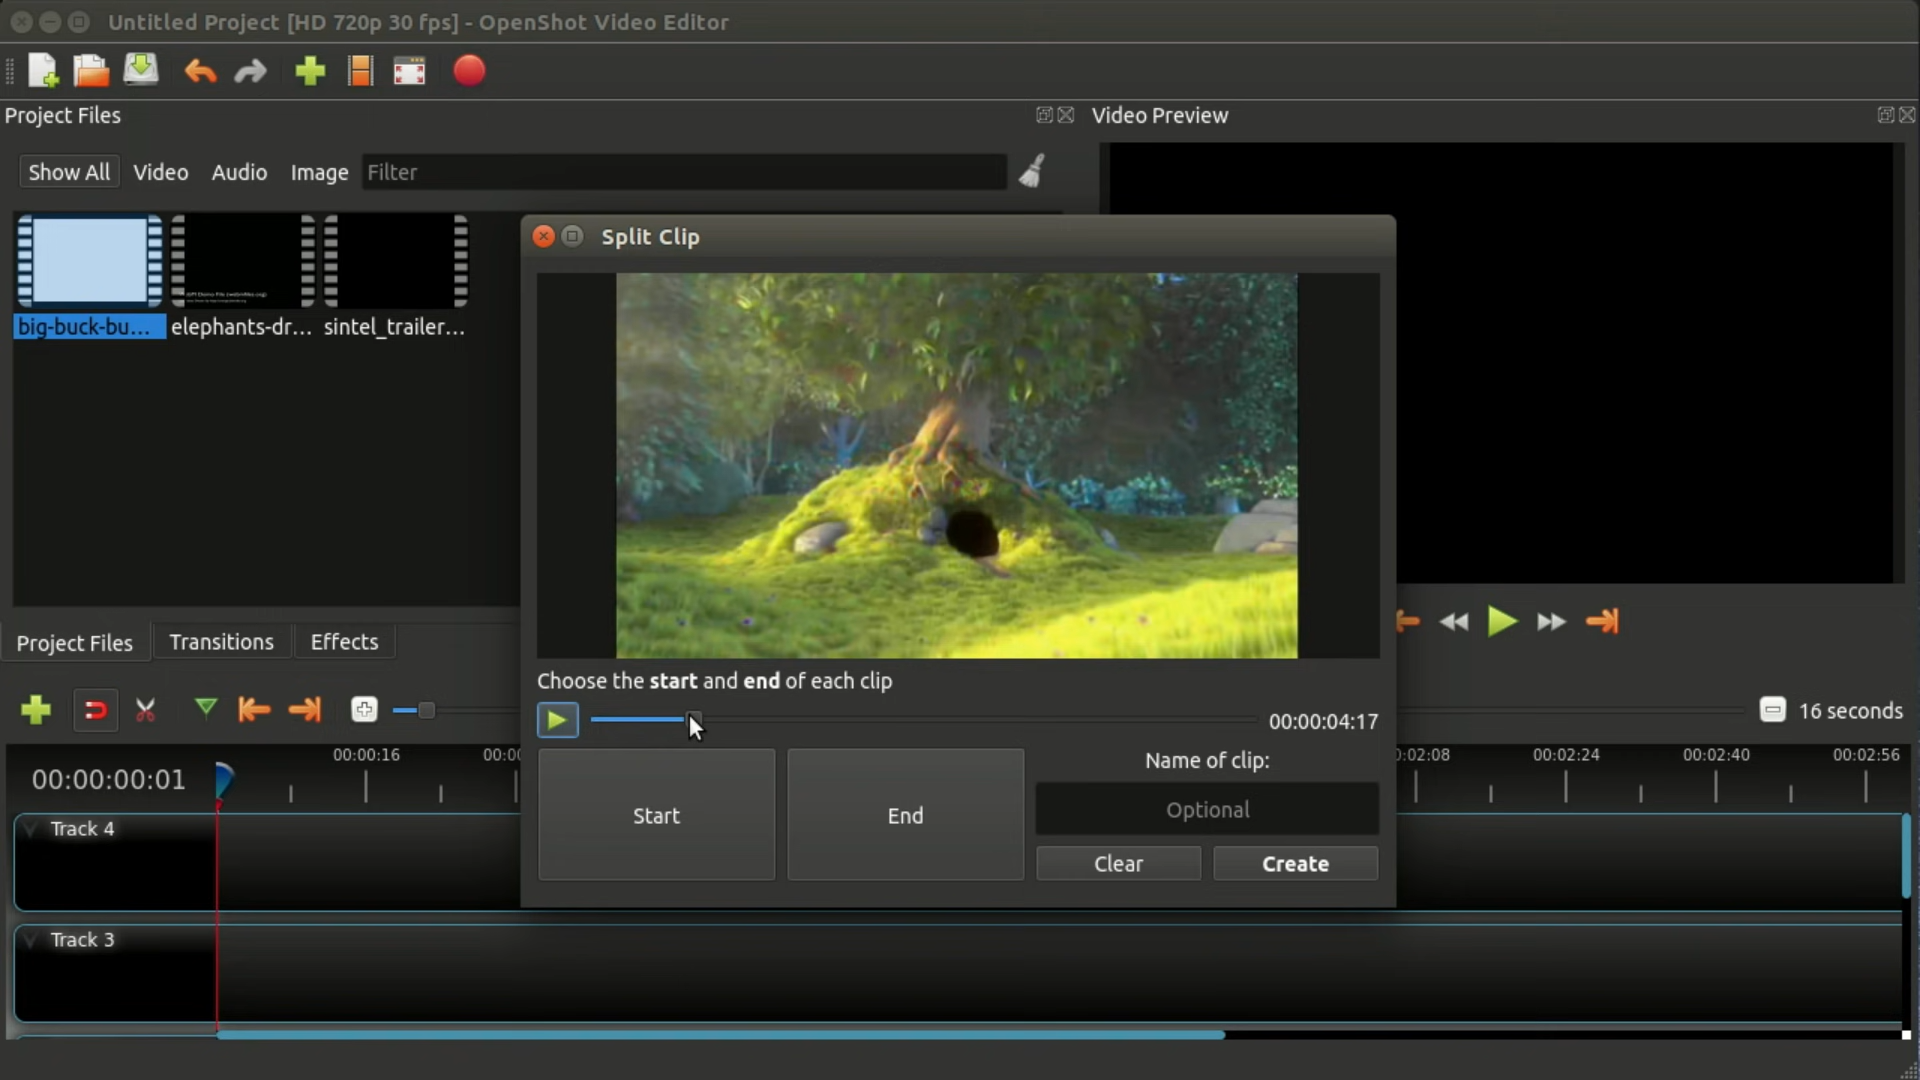 Untitled Project [HD 720p 30 fps] - OpenShot Video Editor
Project Files
Video Preview
Show All Video Audio Image Filter
Split Clip
big-buck-bu... elephants-dr... sintel_trailer...
Project Files Transitions Effects
Choose the start and end of each clip
00:00:04:17
16 seconds
Name of clip:
Optional
Start End
Clear Create
00:00:00:01
00:00:16 00:02:24 00:02:40 00:02:56
Track 4
Track 3